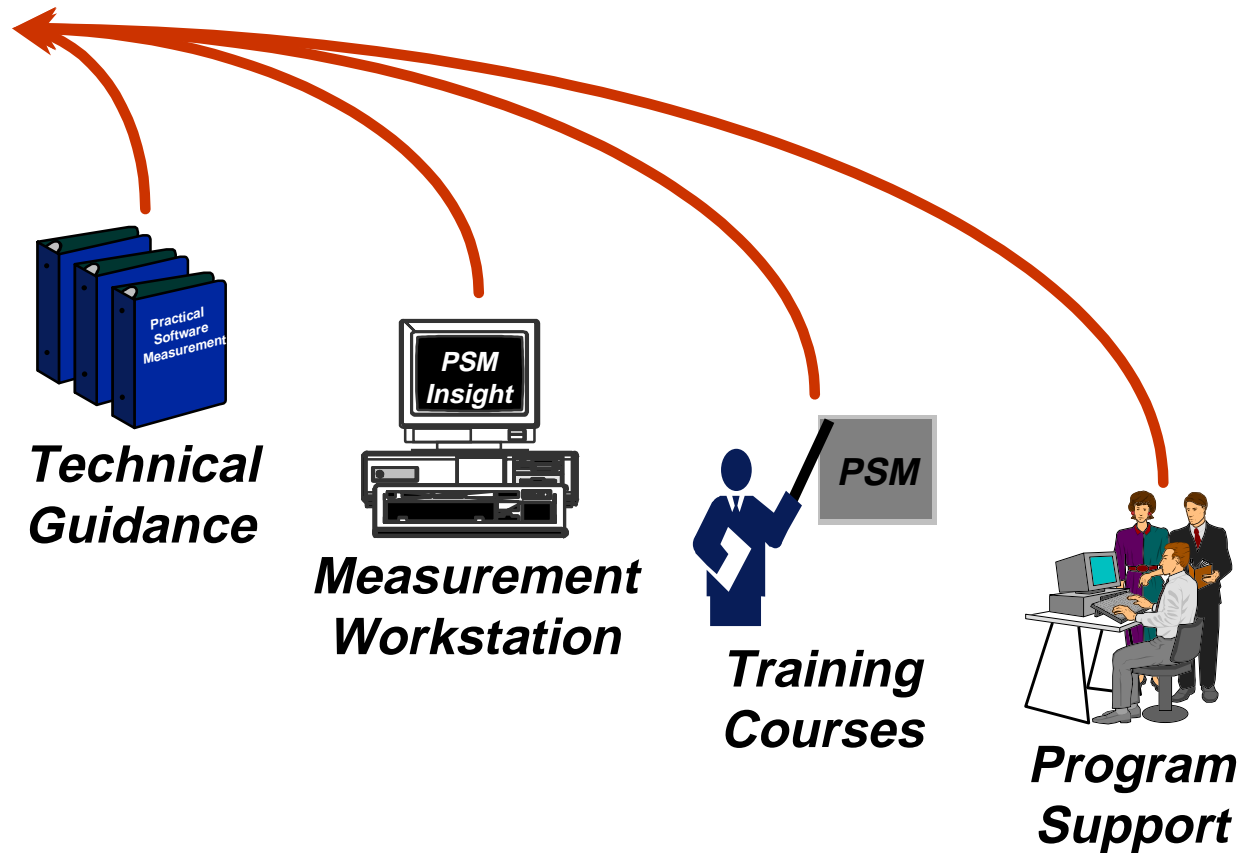 Practical
Software
Measurement
Technical
Guidance
PSM
Insight
Measurement
Workstation
PSM
Training
Courses
Program
Support